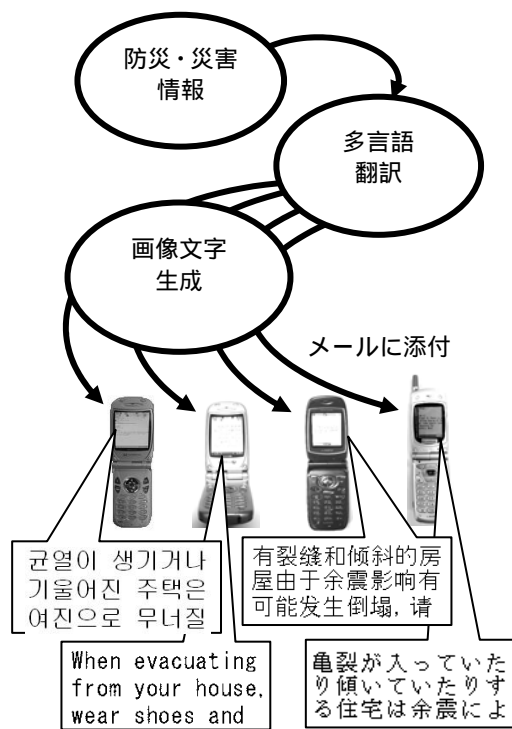 防災・災害
情報
多言語
翻訳
画像文字
生成
メールに添付
균열이 생기거나
기울어진 주택은
여진으로 무너질
When evacuating
from your house,
wear shoes and
有裂缝和倾斜的房
屋由于余震影响有
可能发生倒塌, 请
亀裂が入っていた
り傾いていたりす
る住宅は余震によ